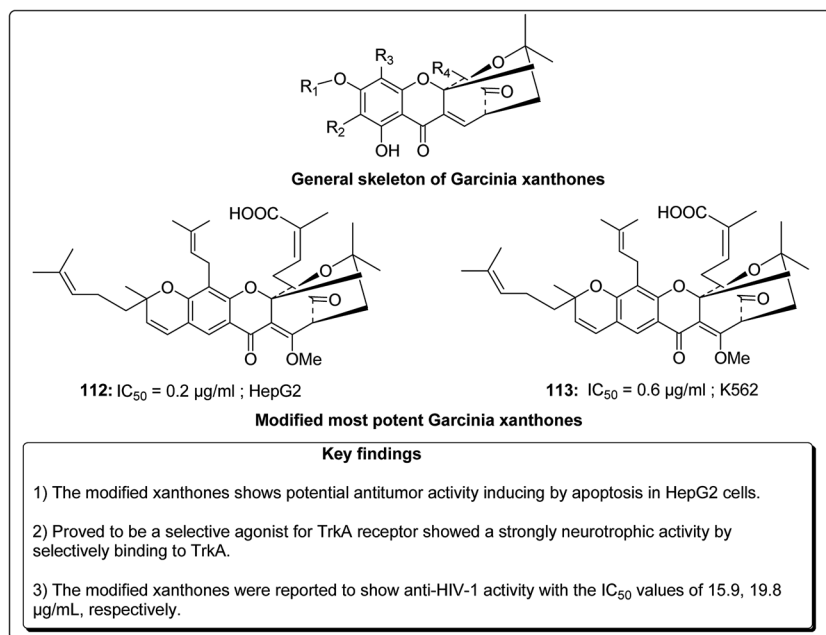 R3
R4
O
O
O
R1
O
R2
OH
O
General skeleton of Garcinia xanthones
HOOC
HOOC
O
O
O
O
O
O
O
O
O
OMe
O
OMe
112: IC50 = 0.2 µg/ml ; HepG2
113: IC50 = 0.6 µg/ml ; K562
Modified most potent Garcinia xanthones
Key findings
1) The modified xanthones shows potential antitumor activity inducing by apoptosis in HepG2 cells.
2) Proved to be a selective agonist for TrkA receptor showed a strongly neurotrophic activity by
selectively binding to TrkA.
3) The modified xanthones were reported to show anti-HIV-1 activity with the IC50 values of 15.9, 19.8
µg/mL, respectively.